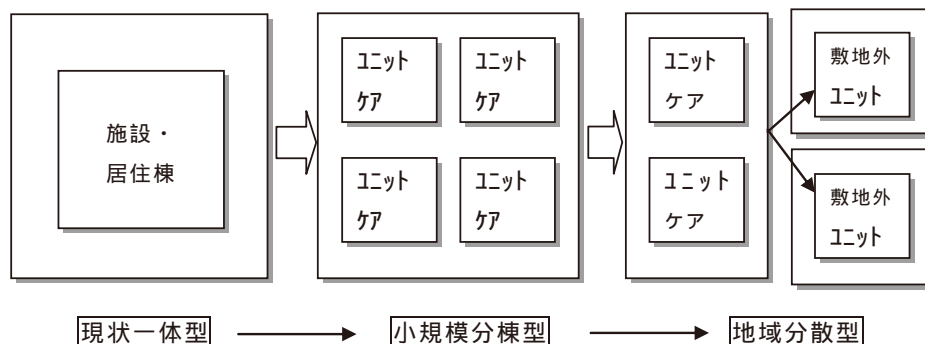 施設・
居住棟
ﾕﾆｯﾄ
ｹｱ
ﾕﾆｯﾄ
ｹｱ
ﾕﾆｯﾄ
ｹｱ
ﾕﾆｯﾄ
ｹｱ
ﾕﾆｯﾄ
ケア
ユニット
ケア
敷地外
ﾕﾆｯﾄ
敷地外
ﾕﾆｯﾄ
現状一体型
小規模分棟型
地域分散型